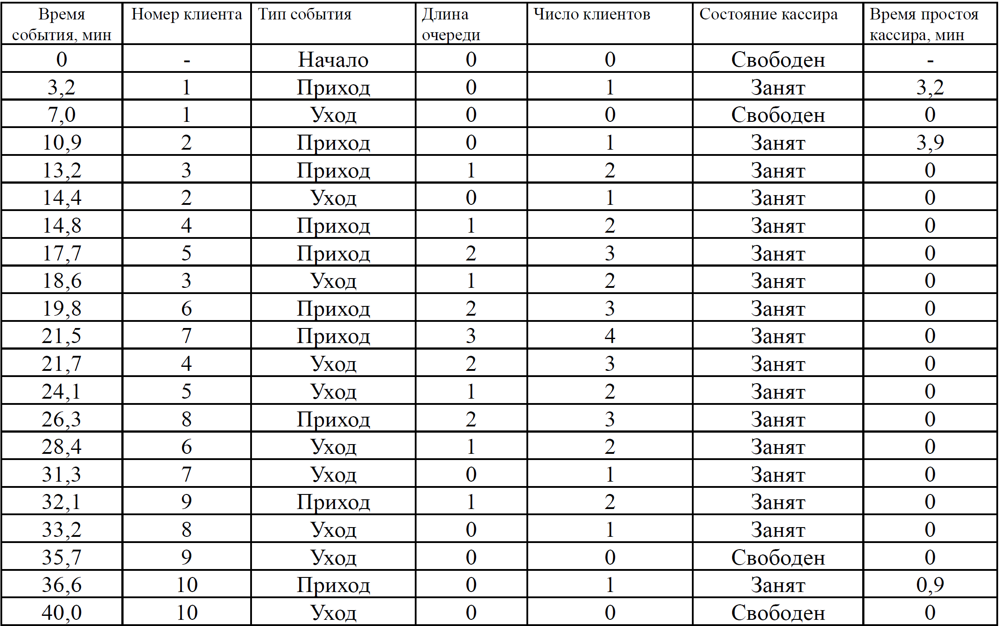 Время событи​я, мин Номер клиента Тип события Длина очереди Число клиентов Состояние кассира Время простоя кассира, мин
0 - Начало 0 0 Свободен -
3,2 1 Приход 0 1 Занят 3,2
7,0 1 Уход 0 0 Свободен 0
10,9 2 Приход 0 1 Занят 3,9
13,2 3 Приход 1 2 Занят 0
14,4 2 Уход 0 1 Занят 0
14,8 4 Приход 1 2 Занят 0
17,7 5 Приход 2 3 Занят 0
18,6 3 Уход 1 2 Занят 0
19,8 6 Приход 2 3 Занят 0
21,5 7 Приход 3 4 Занят 0
21,7 4 Уход 2 3 Занят 0
24,1 5 Уход 1 2 Занят 0
26,3 8 Приход 2 3 Занят 0
28,4 6 Уход 1 2 Занят 0
31,3 7 Уход 0 1 Занят 0
32,1 9 Приход 1 2 Занят 0
33,2 8 Уход 0 1 Занят 0
35,7 9 Уход 0 0 Свободен 0
36,6 10 Приход 0 1 Занят 0,9
40,0 10 Уход 0 0 Свободен 0